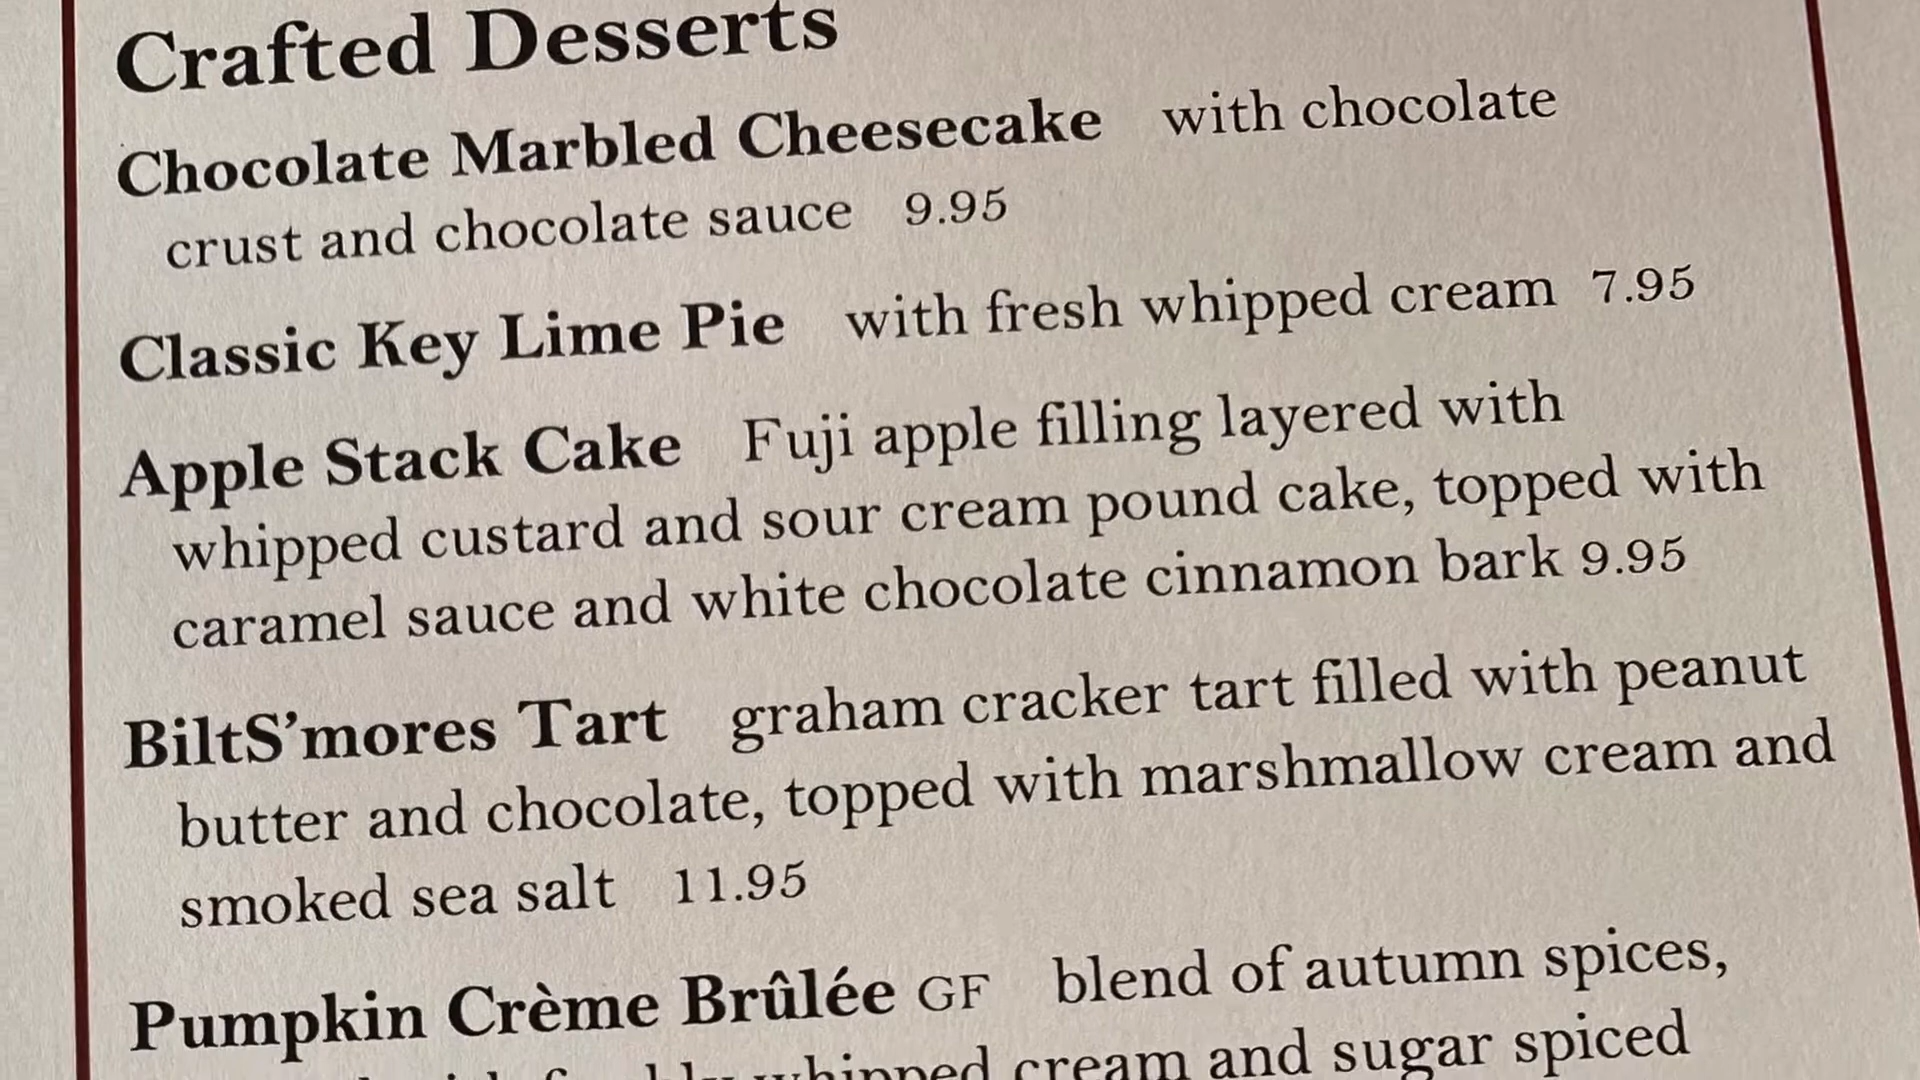 Crafted Desserts
Chocolate Marbled Cheesecake with chocolate
crust and chocolate sauce 9.95
Classic Key Lime Pie with fresh whipped cream 7.95
Apple Stack Cake Fuji apple filling layered with
whipped custard and sour cream pound cake, topped with
caramel sauce and white chocolate cinnamon bark 9.95
BiltS’mores Tart graham cracker tart filled with peanut
butter and chocolate, topped with marshmallow cream and
smoked sea salt 11.95
Pumpkin Crème Brûlée GF blend of autumn spices,
whipped cream and sugar spiced